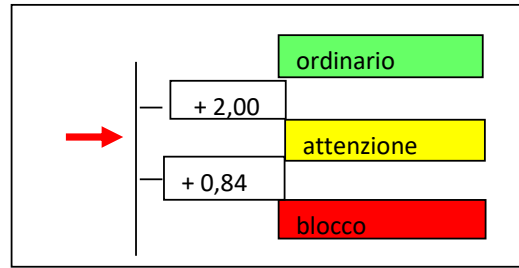 ordinario
+ 2,00
attenzione
+ 0,84
blocco